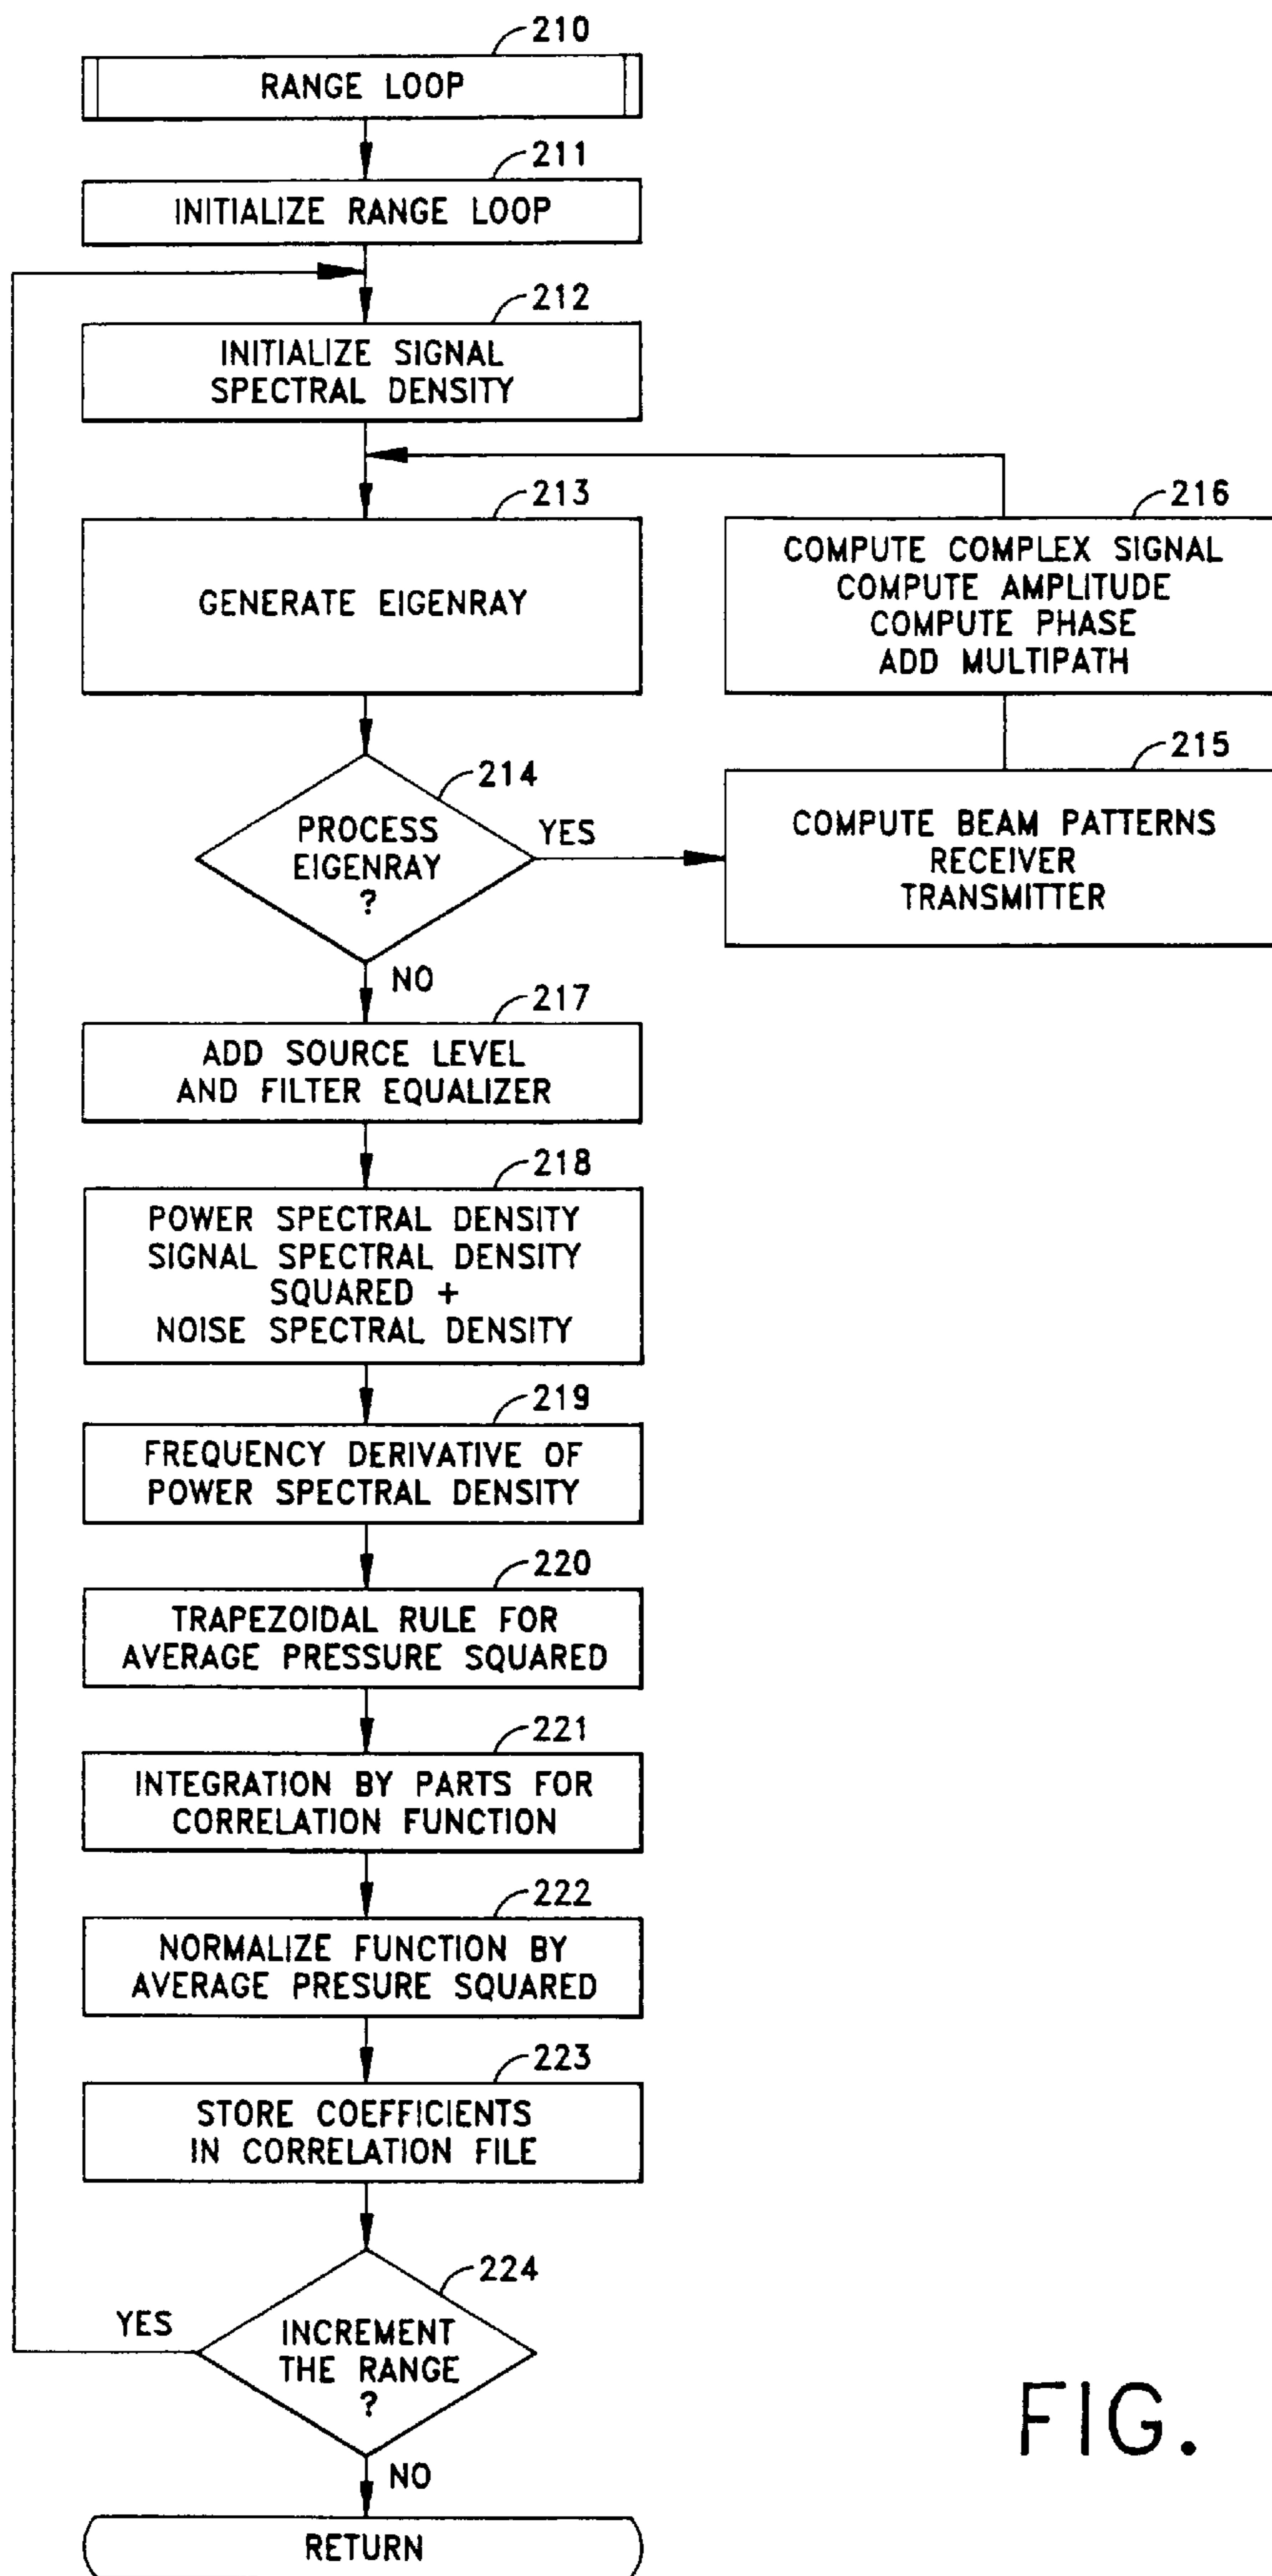 210
RANGE LOOP
211
INITIALIZE RANGE LOOP
212
INITIALIZE SIGNAL
SPECTRAL DENSITY
213
GENERATE EIGENRAY
216
COMPUTE COMPLEX SIGNAL
COMPUTE AMPLITUDE
COMPUTE PHASE
ADD MULTIPATH
214
PROCESS
EIGENRAY
?
YES
215
COMPUTE BEAM PATTERNS
RECEIVER
TRANSMITTER
NO
217
ADD SOURCE LEVEL
AND FILTER EQUALIZER
218
POWER SPECTRAL DENSITY
SIGNAL SPECTRAL DENSITY
SQUARED +
NOISE SPECTRAL DENSITY
219
FREQUENCY DERIVATIVE OF
POWER SPECTRAL DENSITY
220
TRAPEZOIDAL RULE FOR
AVERAGE PRESSURE SQUARED
221
INTEGRATION BY PARTS FOR
CORRELATION FUNCTION
222
NORMALIZE FUNCTION BY
AVERAGE PRESURE SQUARED
223
STORE COEFFICIENTS
IN CORRELATION FILE
224
YES
INCREMENT
THE RANGE
?
NO
RETURN
FIG.